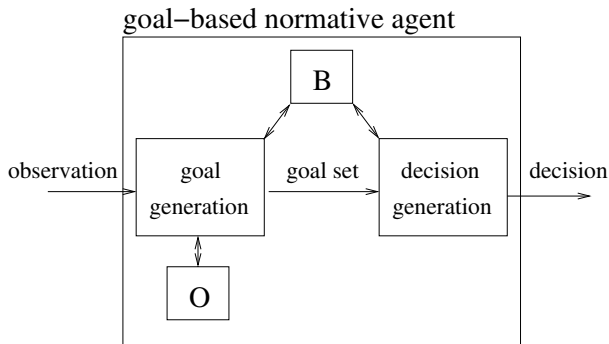 goal−based normative agent
B
observation
goal
generation
goal set
decision
generation
decision
O